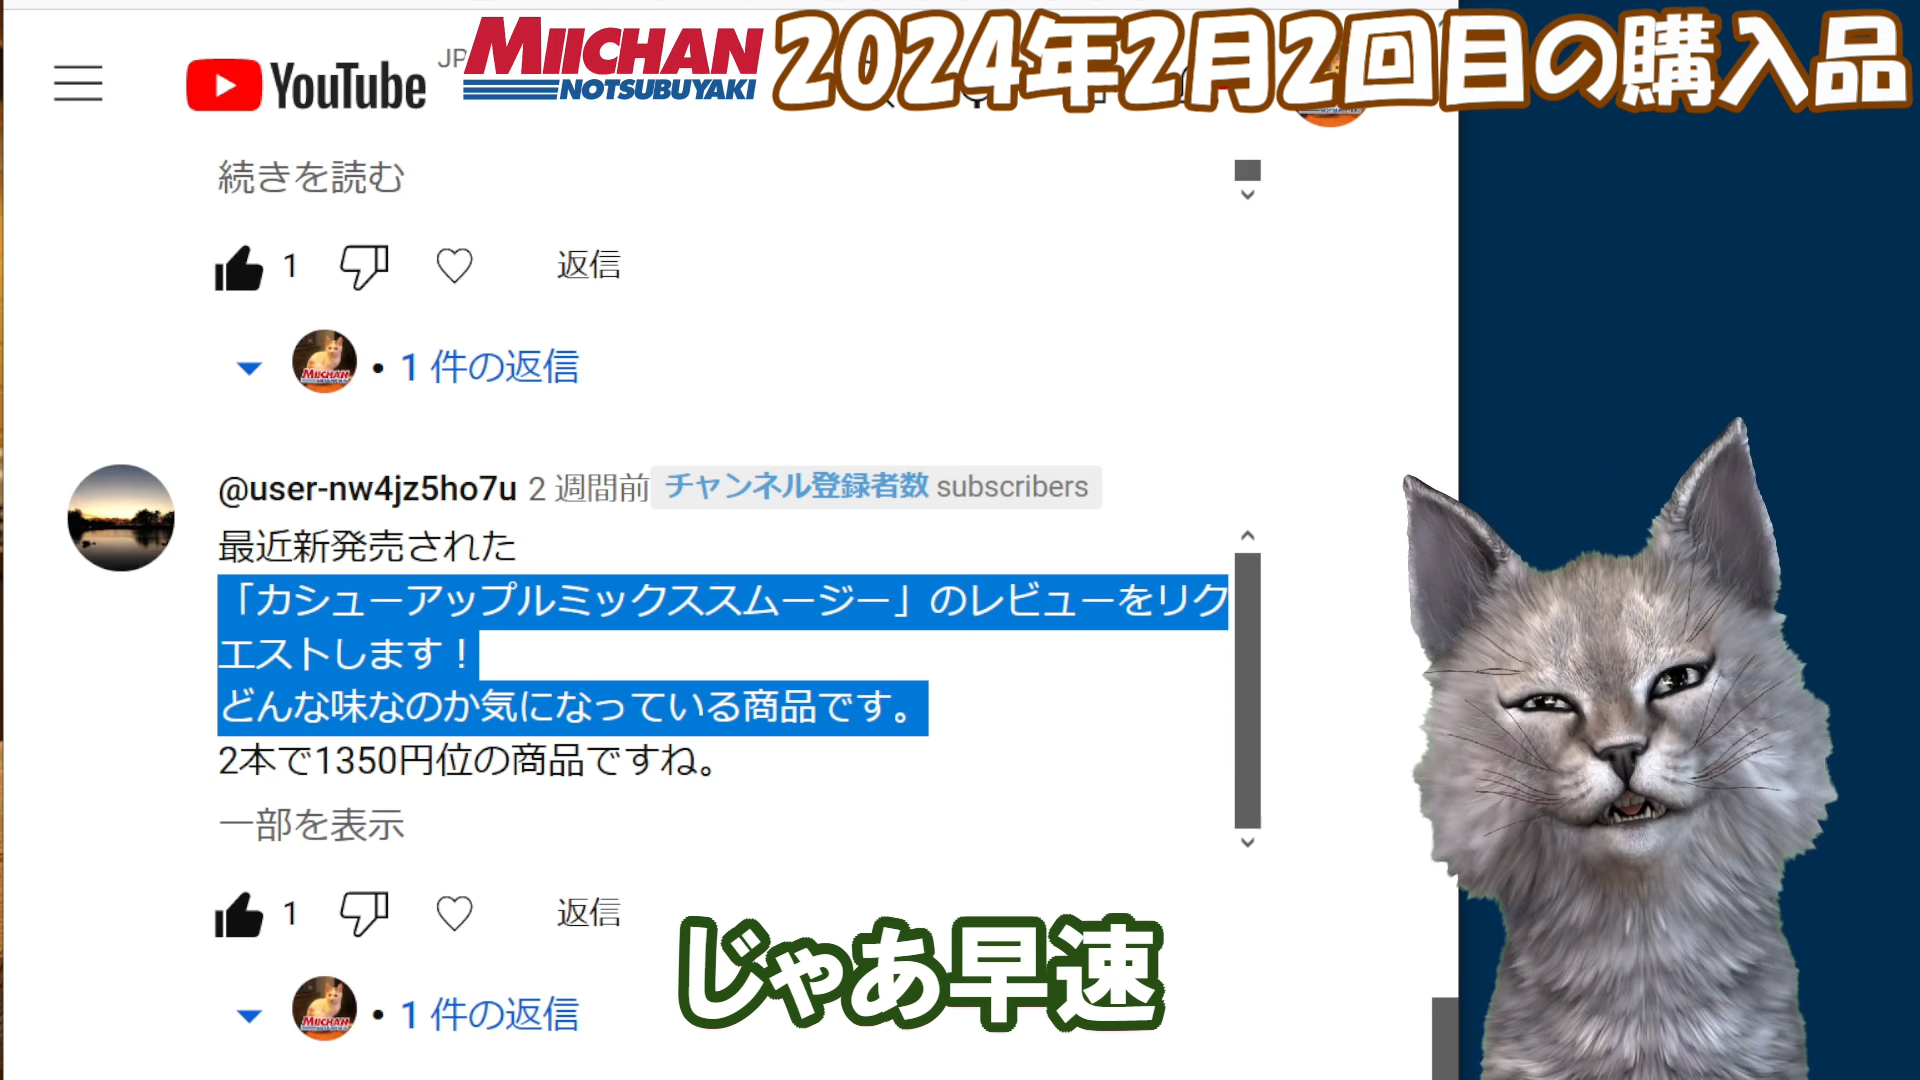 YouTube JP
MIICHAN
NOTSUBUYAKI
2024年2月2回目の購入品
続きを読む
1 返信
MIICHAN
1 件の返信
@user-nw4jz5ho7u 2 週間前 チャンネル登録者数 subscribers
最近新発売された
「カシューアップルミックススムージー」のレビューをリク
エストします！
どんな味なのか気になっている商品です。
2本で1350円位の商品ですね。
一部を表示
1 返信
MIICHAN
1 件の返信
じゃあ早速